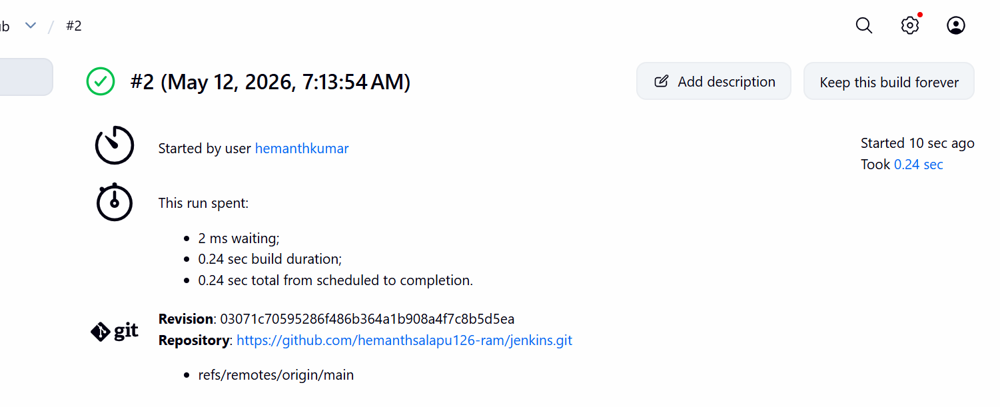 #2
#2 (May 12, 2026, 7:13:54 AM)
Add description
Keep this build forever
Started by user hemanthkumar
Started 10 sec ago
Took 0.24 sec
This run spent:
2 ms waiting;
0.24 sec build duration;
0.24 sec total from scheduled to completion.
git
Revision: 03071c70595286f486b364a1b908a4f7c8b5d5ea
Repository: https://github.com/hemanthsalapu126-ram/jenkins.git
refs/remotes/origin/main